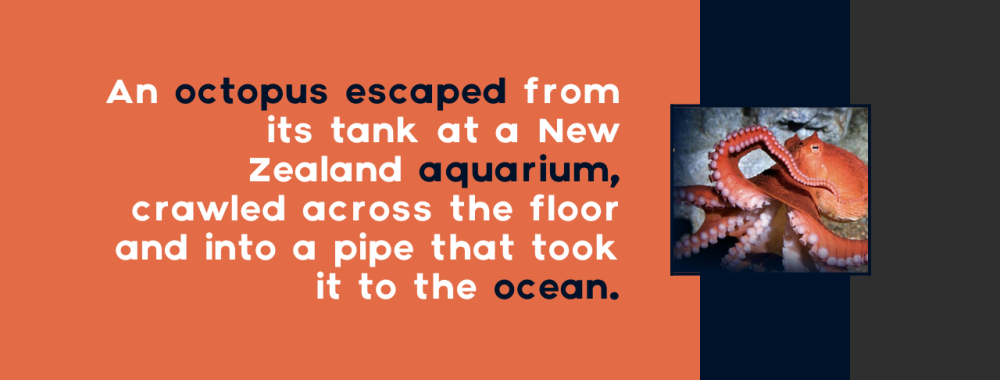 An octopus escaped from
its tank at a New
Zealand aquarium,
crawled across the floor
and into a pipe that took
it to the ocean.